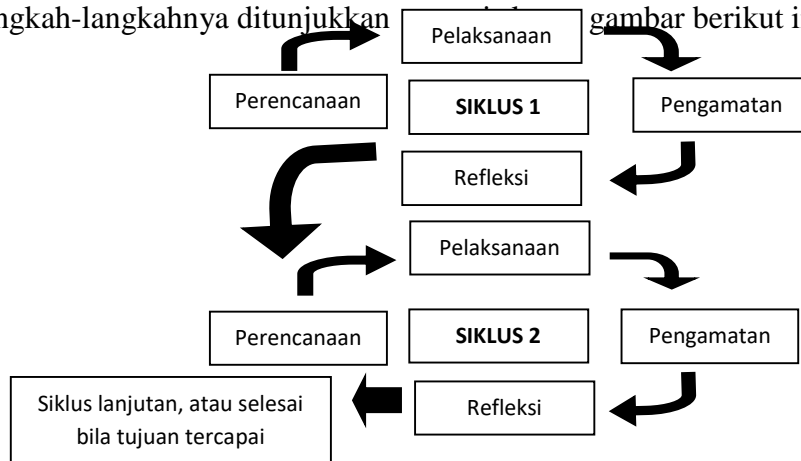 ngkah-langkahnya ditunjukkan gambar berikut i
Pelaksanaan
Perencanaan
SIKLUS 1
Pengamatan
Refleksi
Pelaksanaan
Perencanaan
SIKLUS 2
Pengamatan
Refleksi
Siklus lanjutan, atau selesai
bila tujuan tercapai